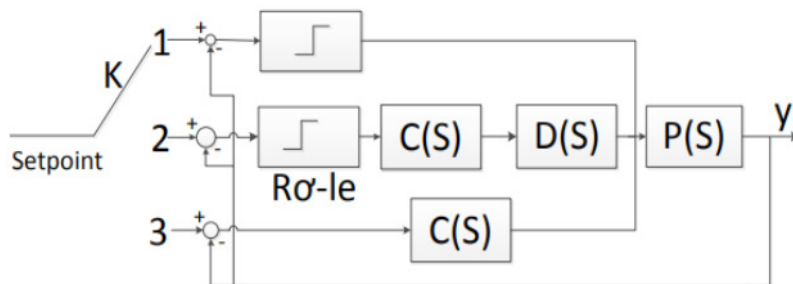 1
+
-
K
y
2
+
-
C(S)
D(S)
P(S)
Setpoint
Rơ-le
3
+
-
C(S)